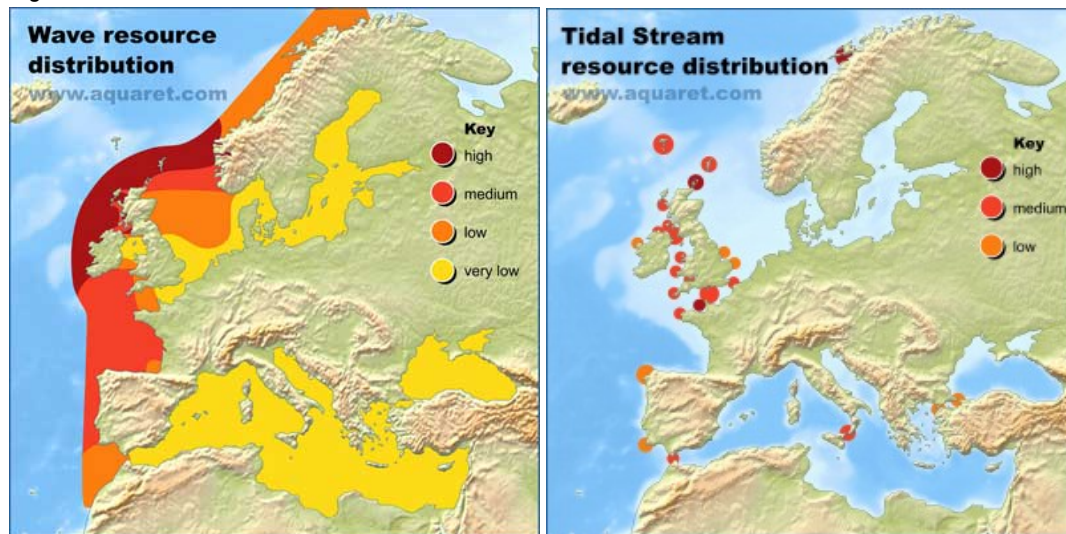 Wave resource
distribution
www.aquaret.com
Key
high
medium
low
very low
Tidal Stream
resource distribution
www.aquaret.com
Key
high
medium
low